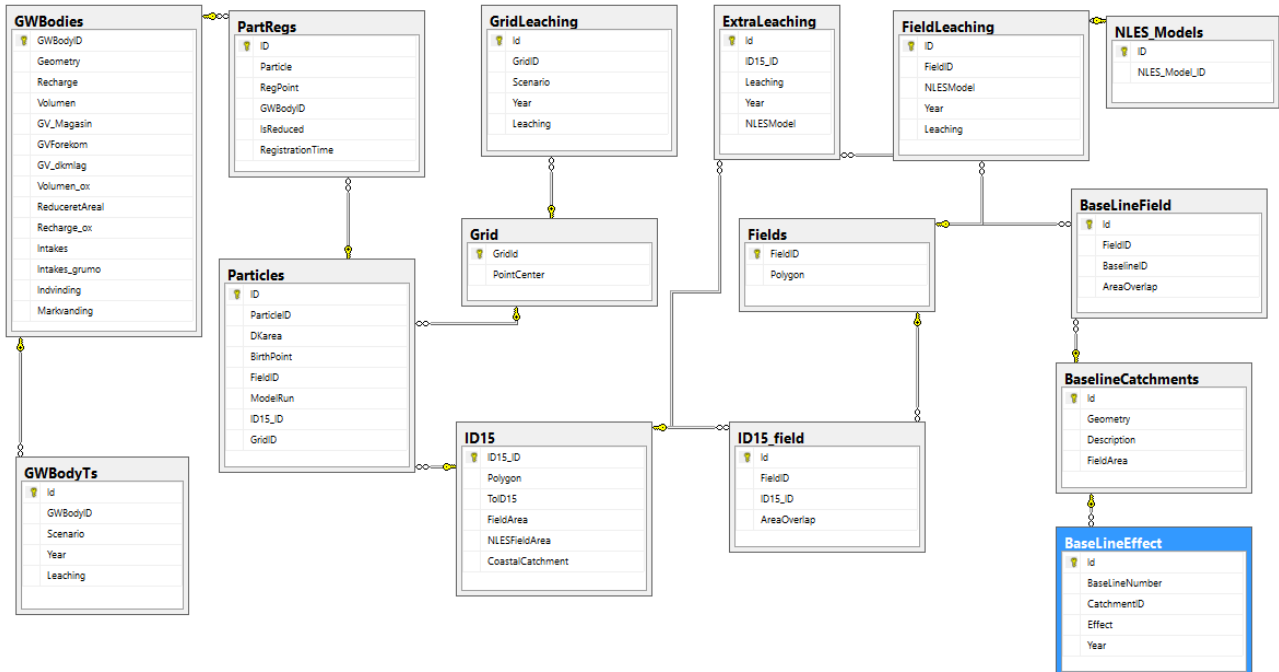 GWBodies
GWBodyID
Geometry
Recharge
Volumen
GV_Magasin
GVForekom
GV_dkmlag
Volumen_ox
ReduceretAreal
Recharge_ox
Intakes
Intakes_grumo
Indvinding
Markvanding
PartRegs
ID
Particle
RegPoint
GWBodyID
IsReduced
RegistrationTime
GridLeaching
Id
GridID
Scenario
Year
Leaching
ExtraLeaching
Id
ID15_ID
Leaching
Year
NLESModel
FieldLeaching
ID
FieldID
NLESModel
Year
Leaching
NLES_Models
ID
NLES_Model_ID
Grid
GridId
PointCenter
Fields
FieldID
Polygon
BaseLineField
Id
FieldID
BaselineID
AreaOverlap
Particles
ID
ParticleID
DKarea
BirthPoint
FieldID
ModelRun
ID15_ID
GridID
BaselineCatchments
Id
Geometry
Description
FieldArea
GWBodyTs
Id
GWBodyID
Scenario
Year
Leaching
ID15
ID15_ID
Polygon
ToID15
FieldArea
NLESFieldArea
CoastalCatchment
ID15_field
Id
FieldID
ID15_ID
AreaOverlap
BaseLineEffect
Id
BaseLineNumber
CatchmentID
Effect
Year